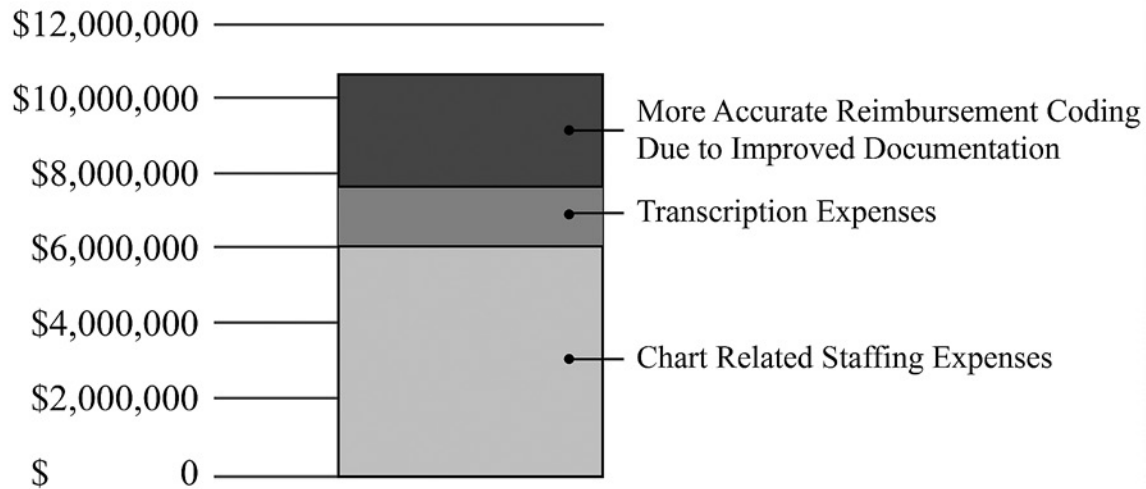 $12,000,000
$10,000,000
More Accurate Reimbursement Coding
Due to Improved Documentation
$8,000,000
Transcription Expenses
$6,000,000
$4,000,000
Chart Related Staffing Expenses
$2,000,000
$ 0